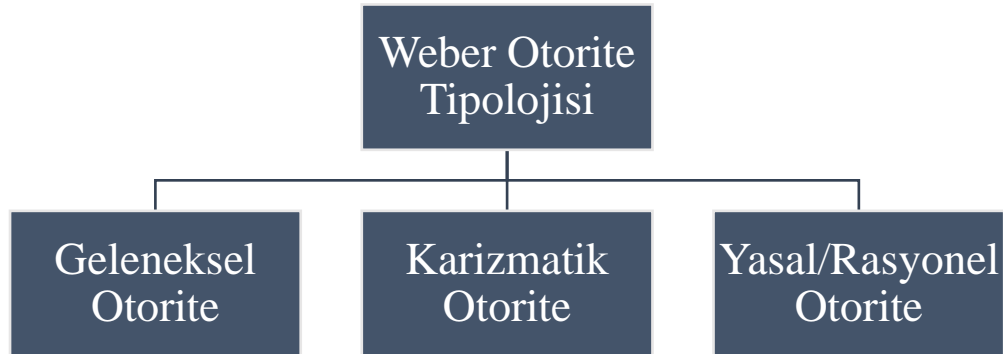 Weber Otorite
Tipolojisi
Geleneksel
Otorite
Karizmatik
Otorite
Yasal/Rasyonel
Otorite